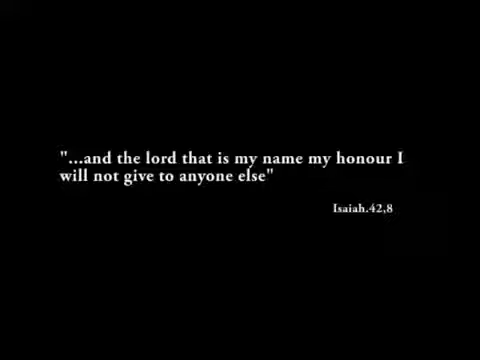 "...and the lord that is my name my honour I
will not give to anyone else"
Isaiah.42,8